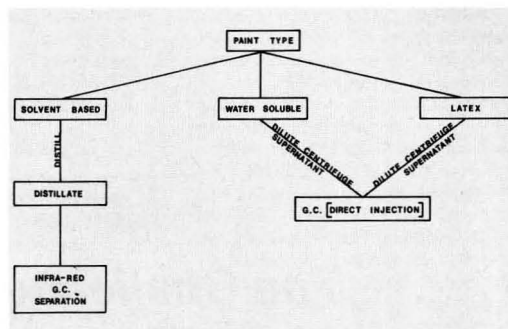 PAINT TYPE
SOLVENT BASED
WATER SOLUBLE
LATEX
DISTILL
DILUTE CENTRIFUGE
SUPERNATANT
DILUTE CENTRIFUGE
SUPERNATANT
DISTILLATE
G.C. [DIRECT INJECTION]
INFRA-RED
G.C.
SEPARATION